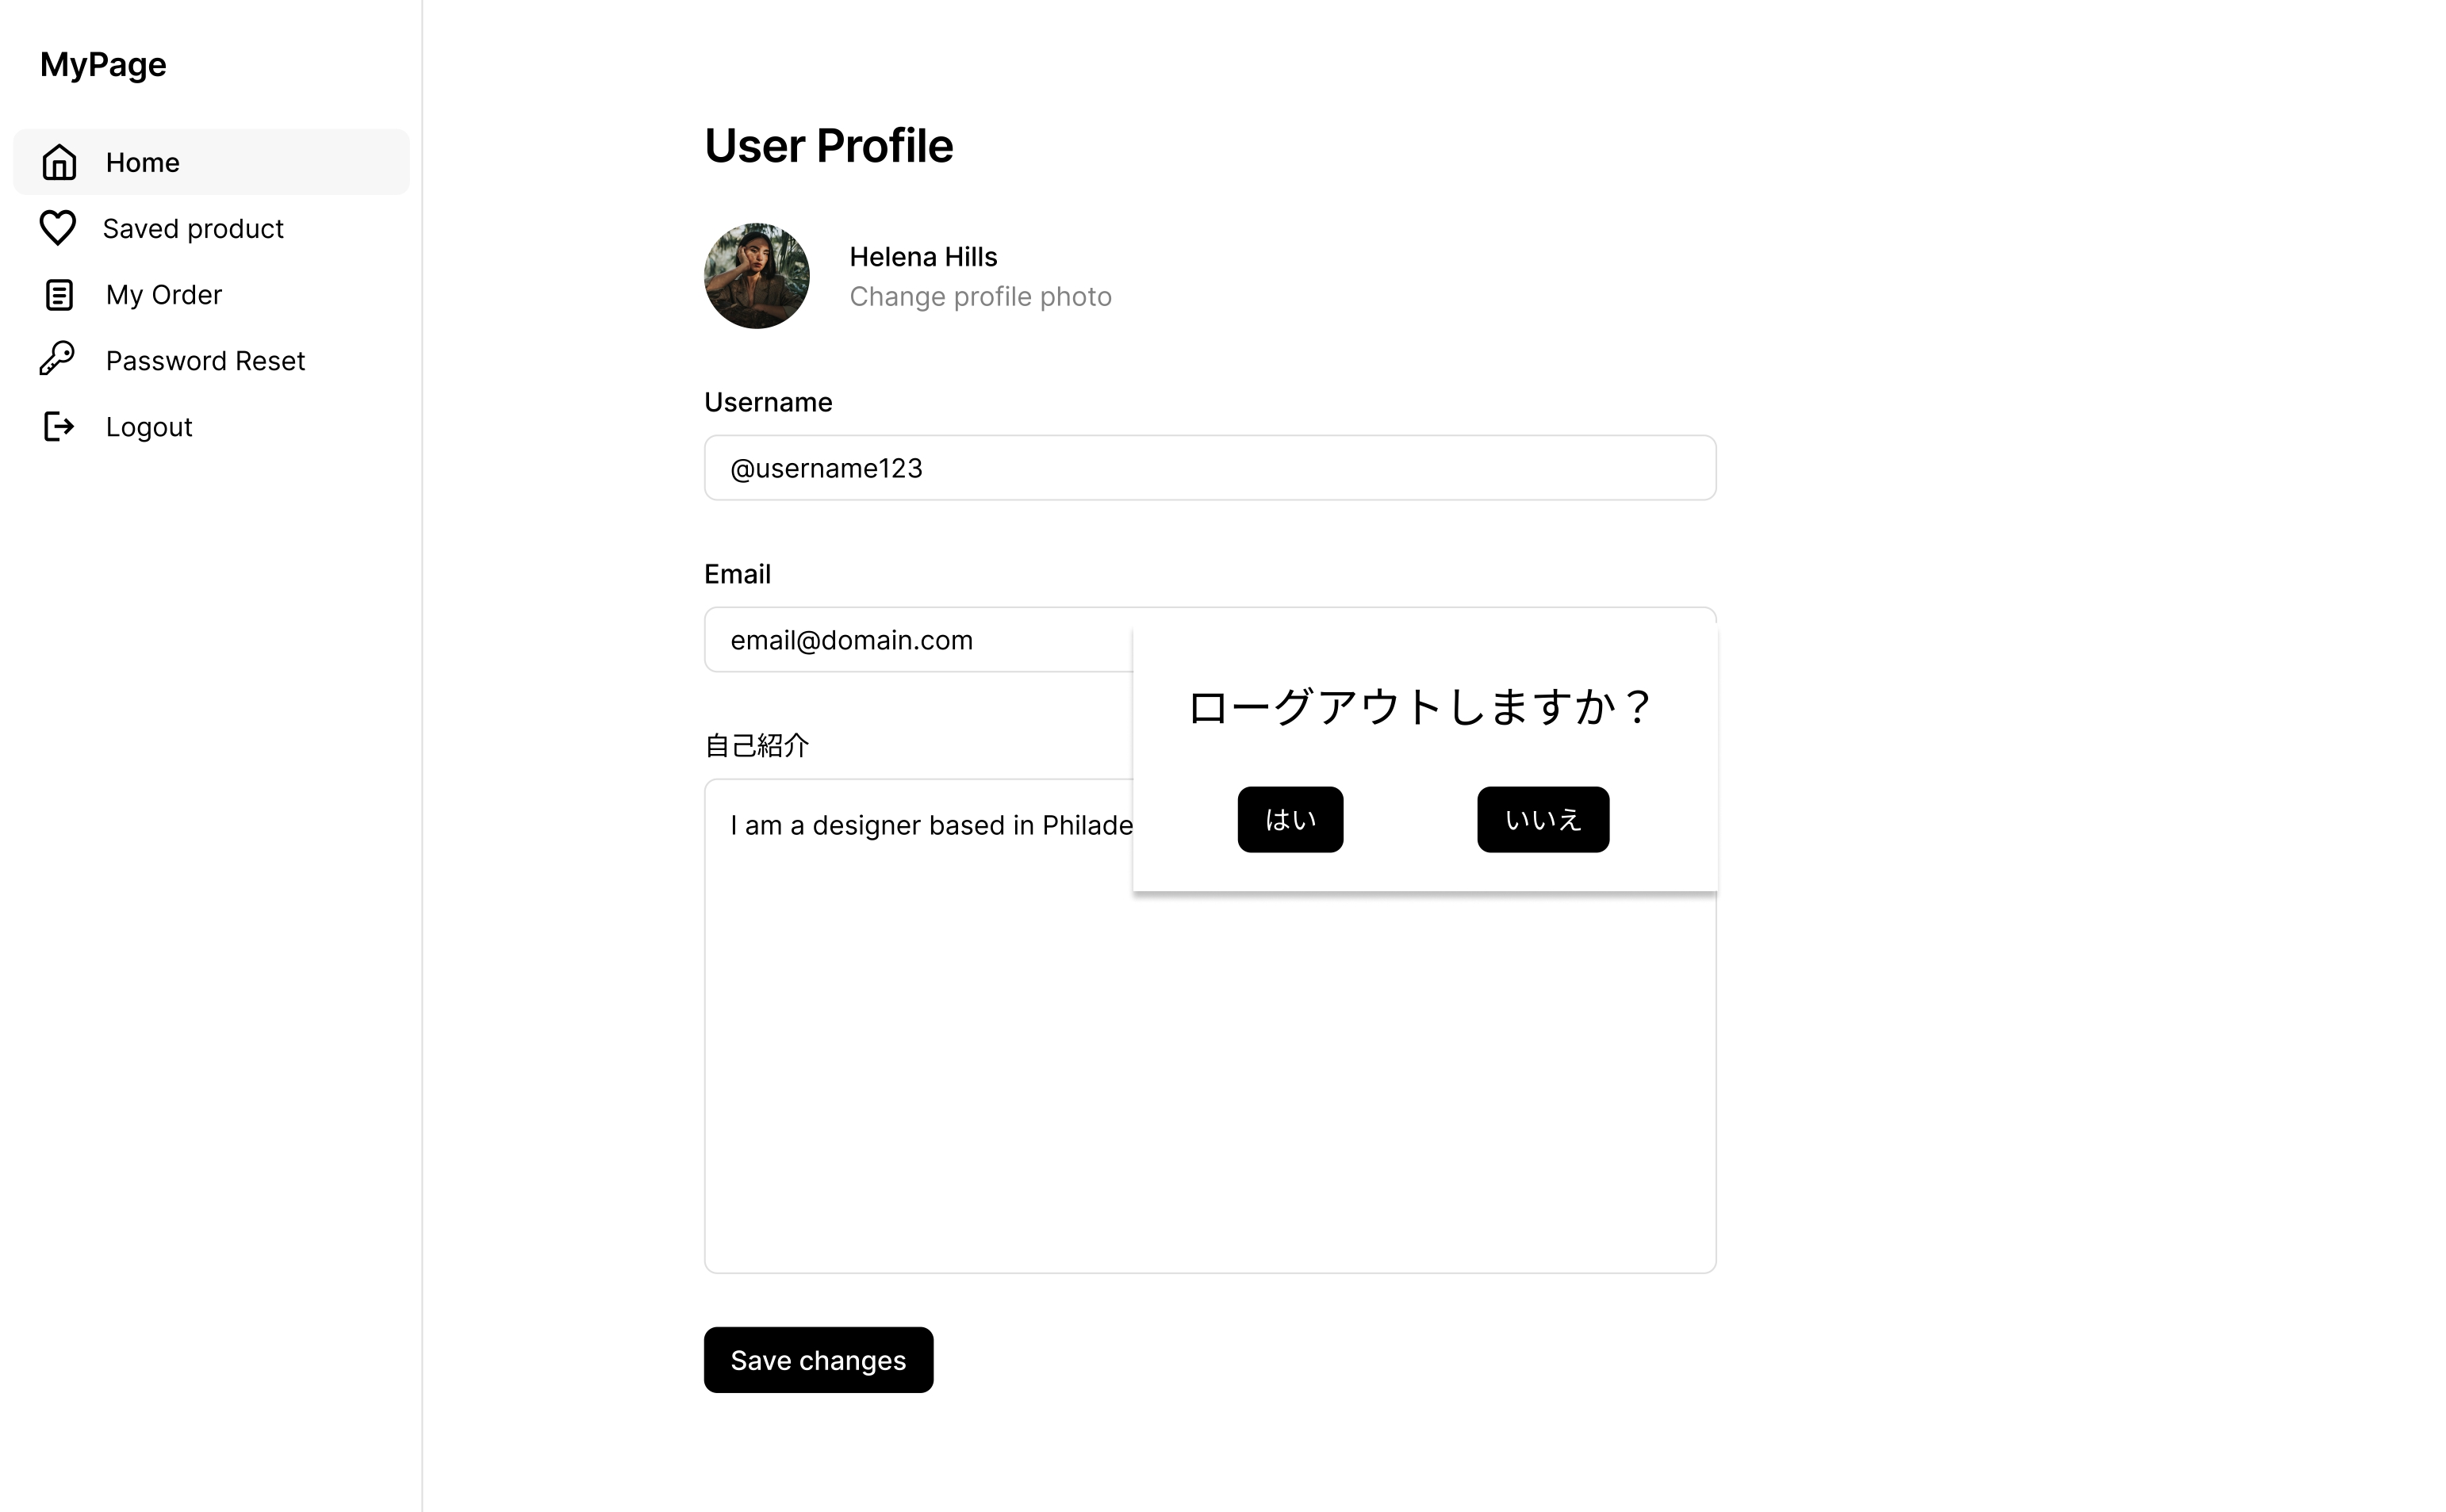 MyPage
Home
Saved product
My Order
Password Reset
Logout
User Profile
Helena Hills
Change profile photo
Username
@username123
Email
email@domain.com
自己紹介
I am a designer based in
ローグアウトしますか？
はい
いいえ
Save changes